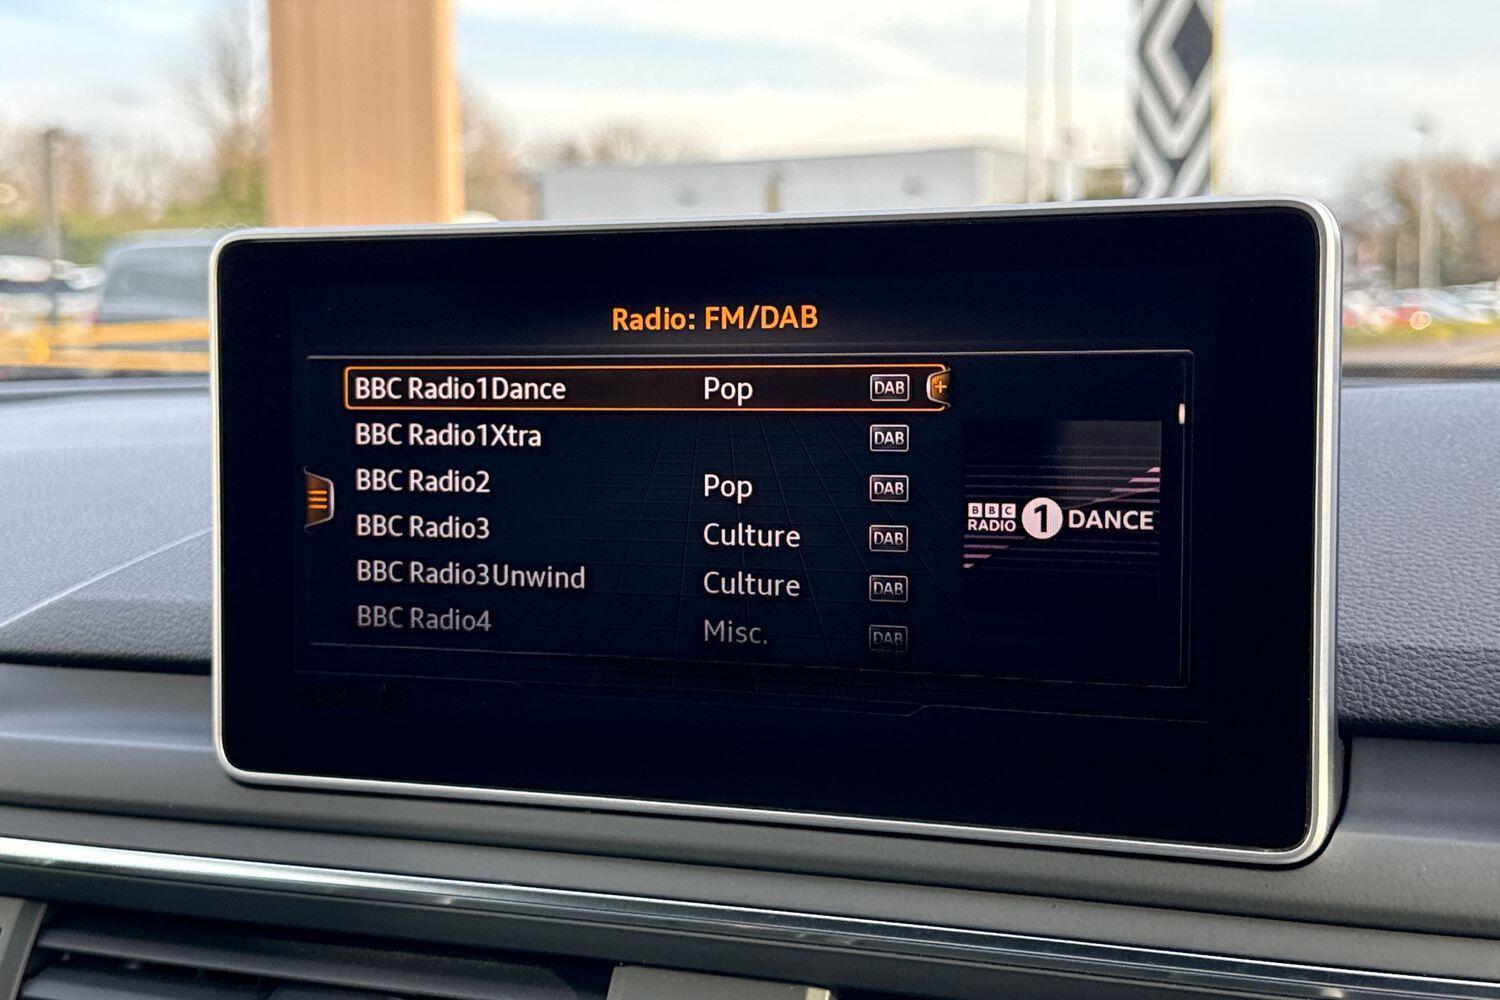 Radio: FM/DAB
BBC Radio1Dance Pop DAB +
BBC Radio1Xtra DAB
BBC Radio2 Pop DAB
BBC Radio3 Culture DAB
BBC Radio3Unwind Culture DAB
BBC Radio4 Misc. DAB
BBC RADIO 1 DANCE